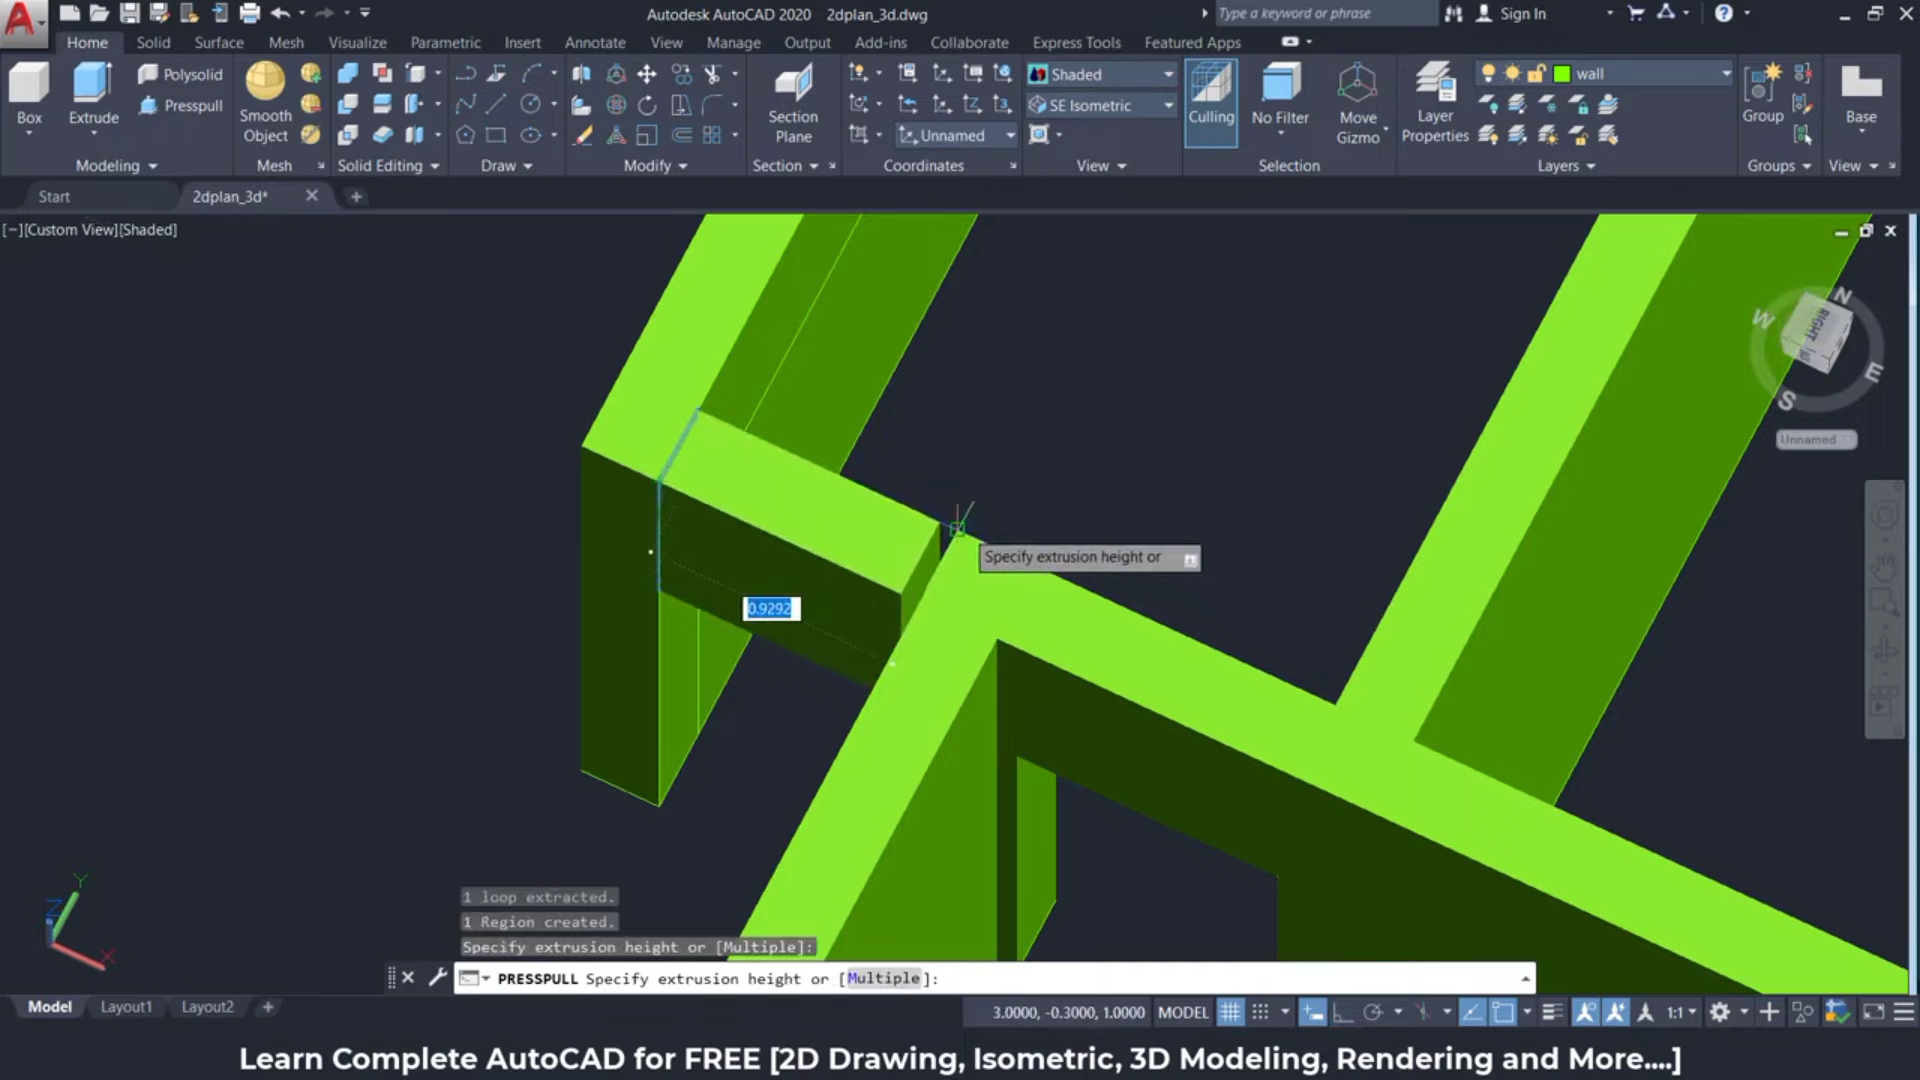 Autodesk AutoCAD 2020 2dplan_3d.dwg
Type a keyword or phrase
Sign In
Home Solid Surface Mesh Visualize Parametric Insert Annotate View Manage Output Add-ins Collaborate Express Tools Featured Apps
Box
Extrude
Polysolid
Presspull
Smooth
Object
Section
Plane
Unnamed
Shaded
SE Isometric
Culling
No Filter
Move
Gizmo
Layer
Properties
wall
Group
Base
Modeling Mesh Solid Editing Draw Modify Section Coordinates View Selection Layers Groups View
Start 2dplan_3d*
[−][Custom View][Shaded]
N
W
RIGHT
E
S
Unnamed
Specify extrusion height or
0.9292
Y
Z
X
1 loop extracted.
1 Region created.
Specify extrusion height or [Multiple]:
PRESSPULL Specify extrusion height or [Multiple]:
Model Layout1 Layout2
3.0000, -0.3000, 1.0000 MODEL 1:1
Learn Complete AutoCAD for FREE [2D Drawing, Isometric, 3D Modeling, Rendering and More....]